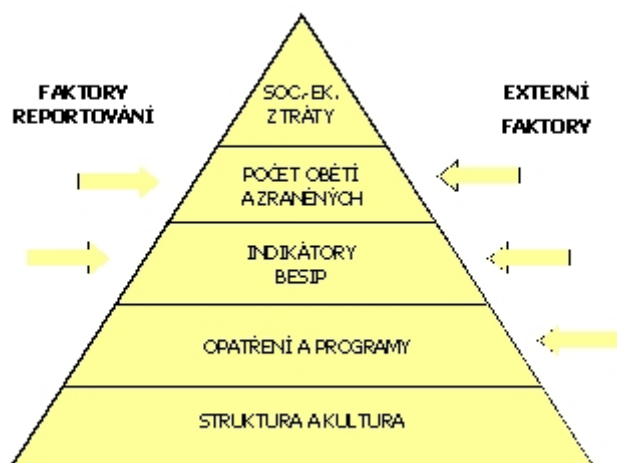 SOC.-EK.
ZTRÁTY
FAKTORY
REPORTOVÁNÍ
EXTERNÍ
FAKTORY
POČET OBĚTÍ
A ZRANĚNÝCH
INDIKÁTORY
BESIP
OPATŘENÍ A PROGRAMY
STRUKTURA A KULTURA